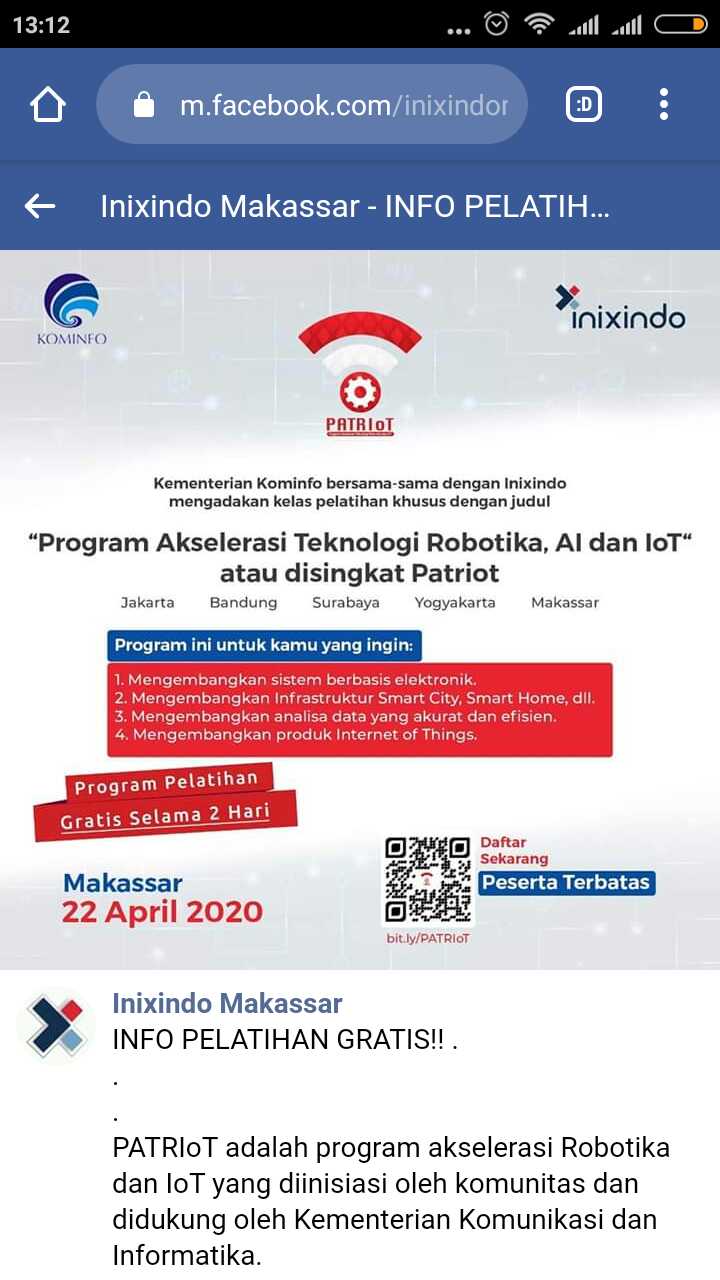 13:12
:D
m.facebook.com/inixindor
Inixindo Makassar - INFO PELATIH...
KOMINFO
inixindo
PATRIoT
Kementerian Kominfo bersama-sama dengan Inixindo
mengadakan kelas pelatihan khusus dengan judul
“Program Akselerasi Teknologi Robotika, AI dan IoT“
atau disingkat Patriot
Jakarta Bandung Surabaya Yogyakarta Makassar
Program ini untuk kamu yang ingin:
1. Mengembangkan sistem berbasis elektronik.
2. Mengembangkan Infrastruktur Smart City, Smart Home, dll.
3. Mengembangkan analisa data yang akurat dan efisien.
4. Mengembangkan produk Internet of Things.
Program Pelatihan
Gratis Selama 2 Hari
Makassar
22 April 2020
Daftar
Sekarang
Peserta Terbatas
bit.ly/PATRIoT
Inixindo Makassar
INFO PELATIHAN GRATIS!! .
.
.
PATRIoT adalah program akselerasi Robotika
dan IoT yang diinisiasi oleh komunitas dan
didukung oleh Kementerian Komunikasi dan
Informatika.